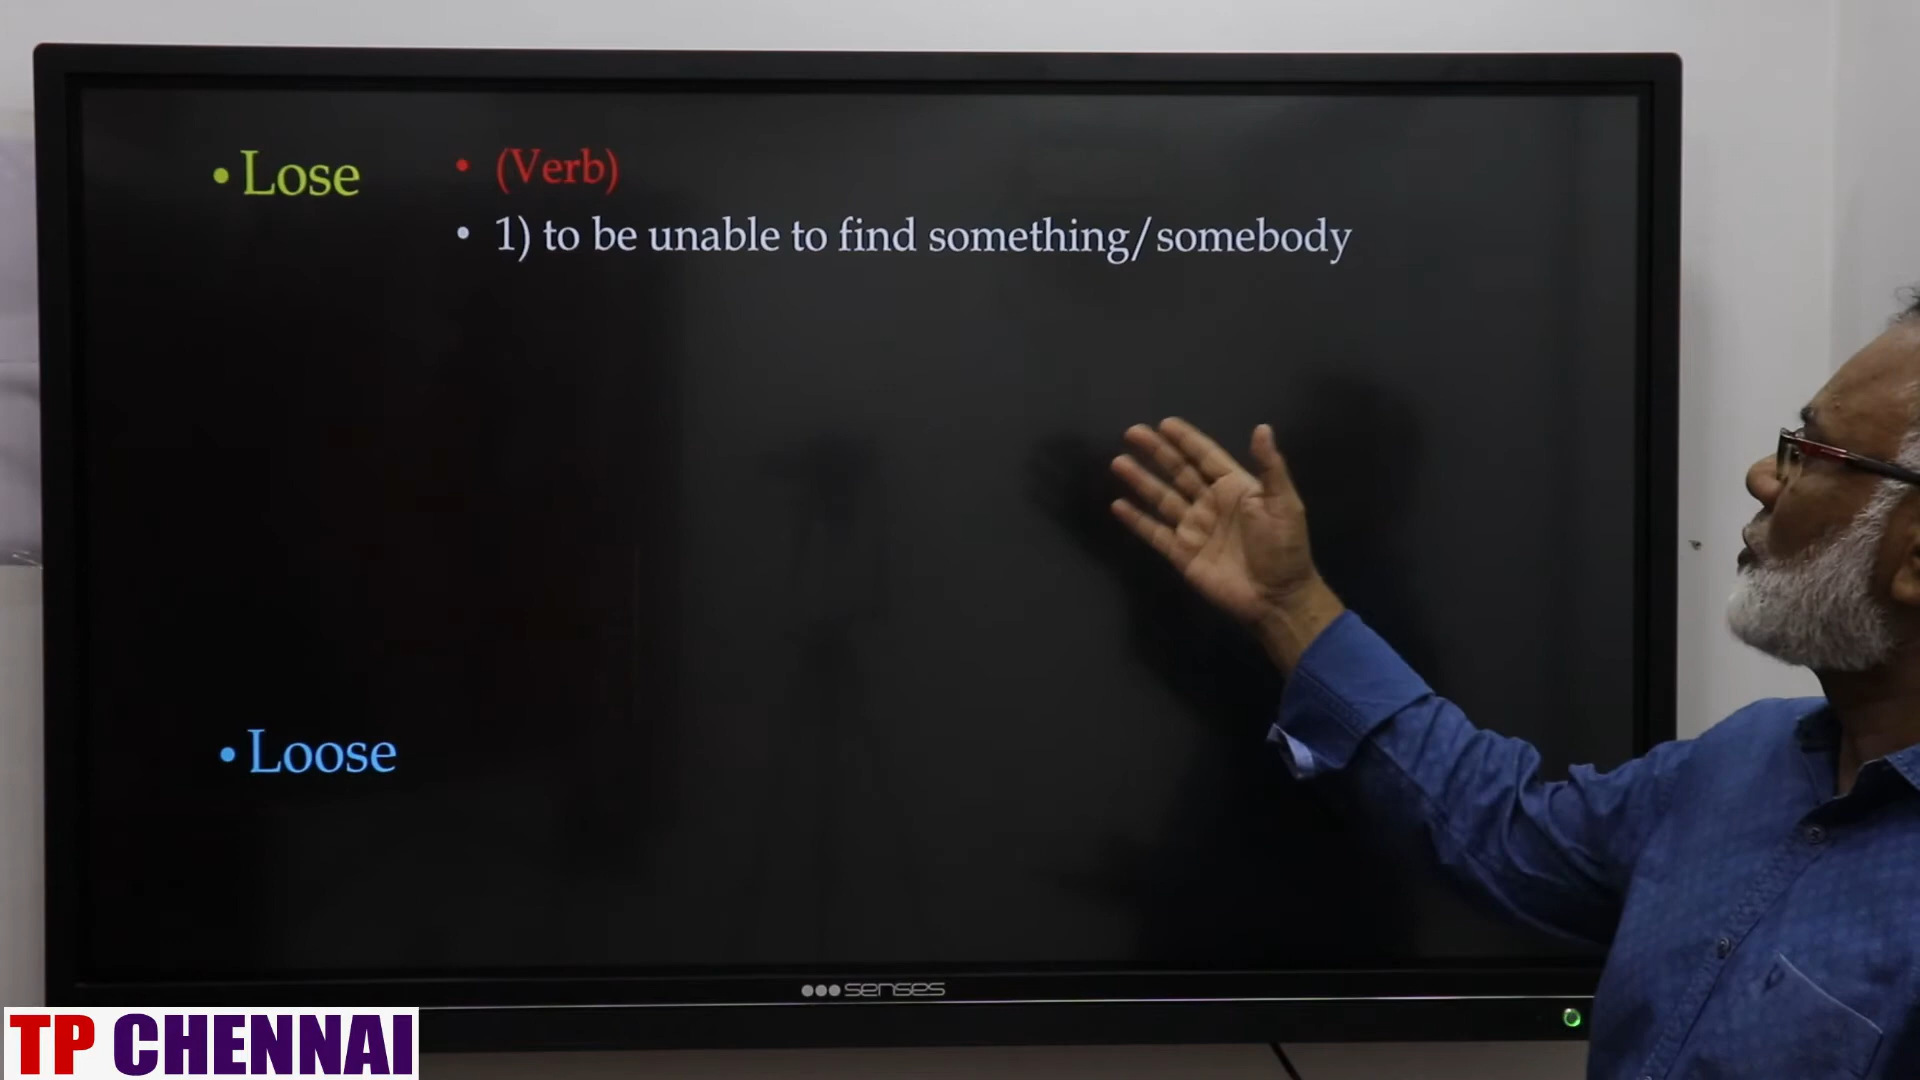 • Lose
• (Verb)
• 1) to be unable to find something/somebody
• Loose
senses
TP CHENNAI